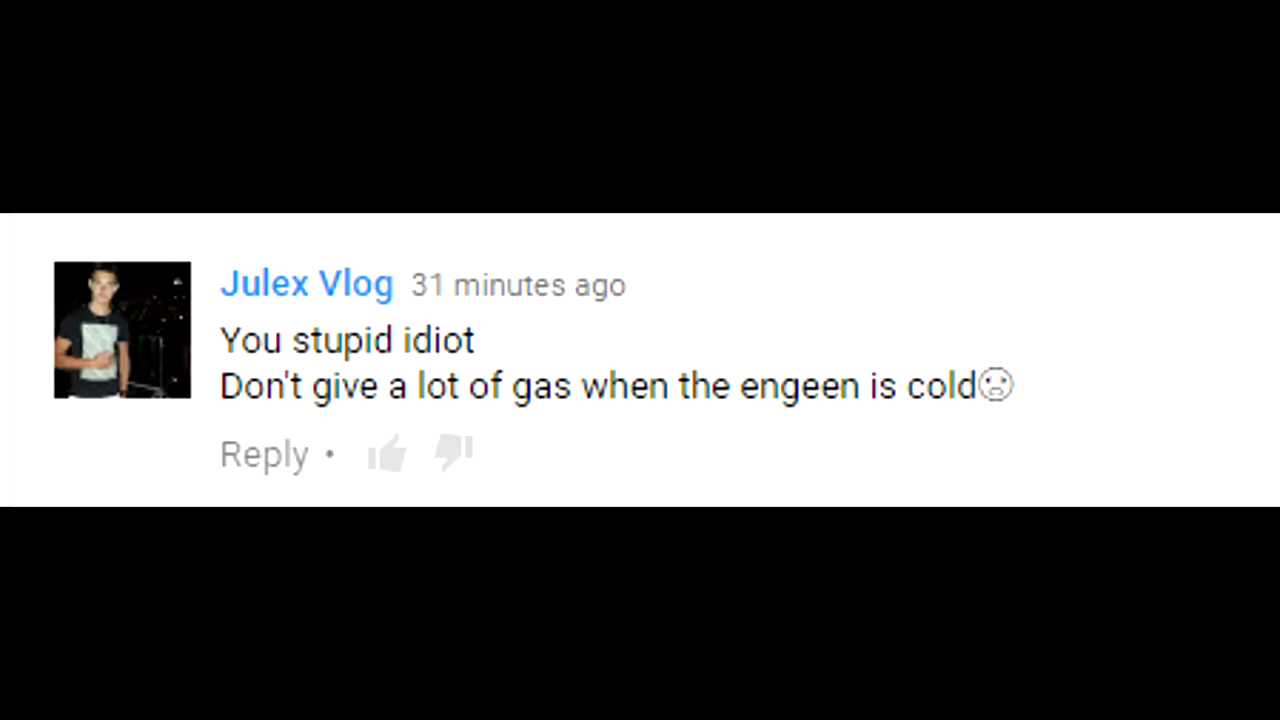 Julex Vlog 31 minutes ago
You stupid idiot
Don't give a lot of gas when the engeen is cold☹
Reply •